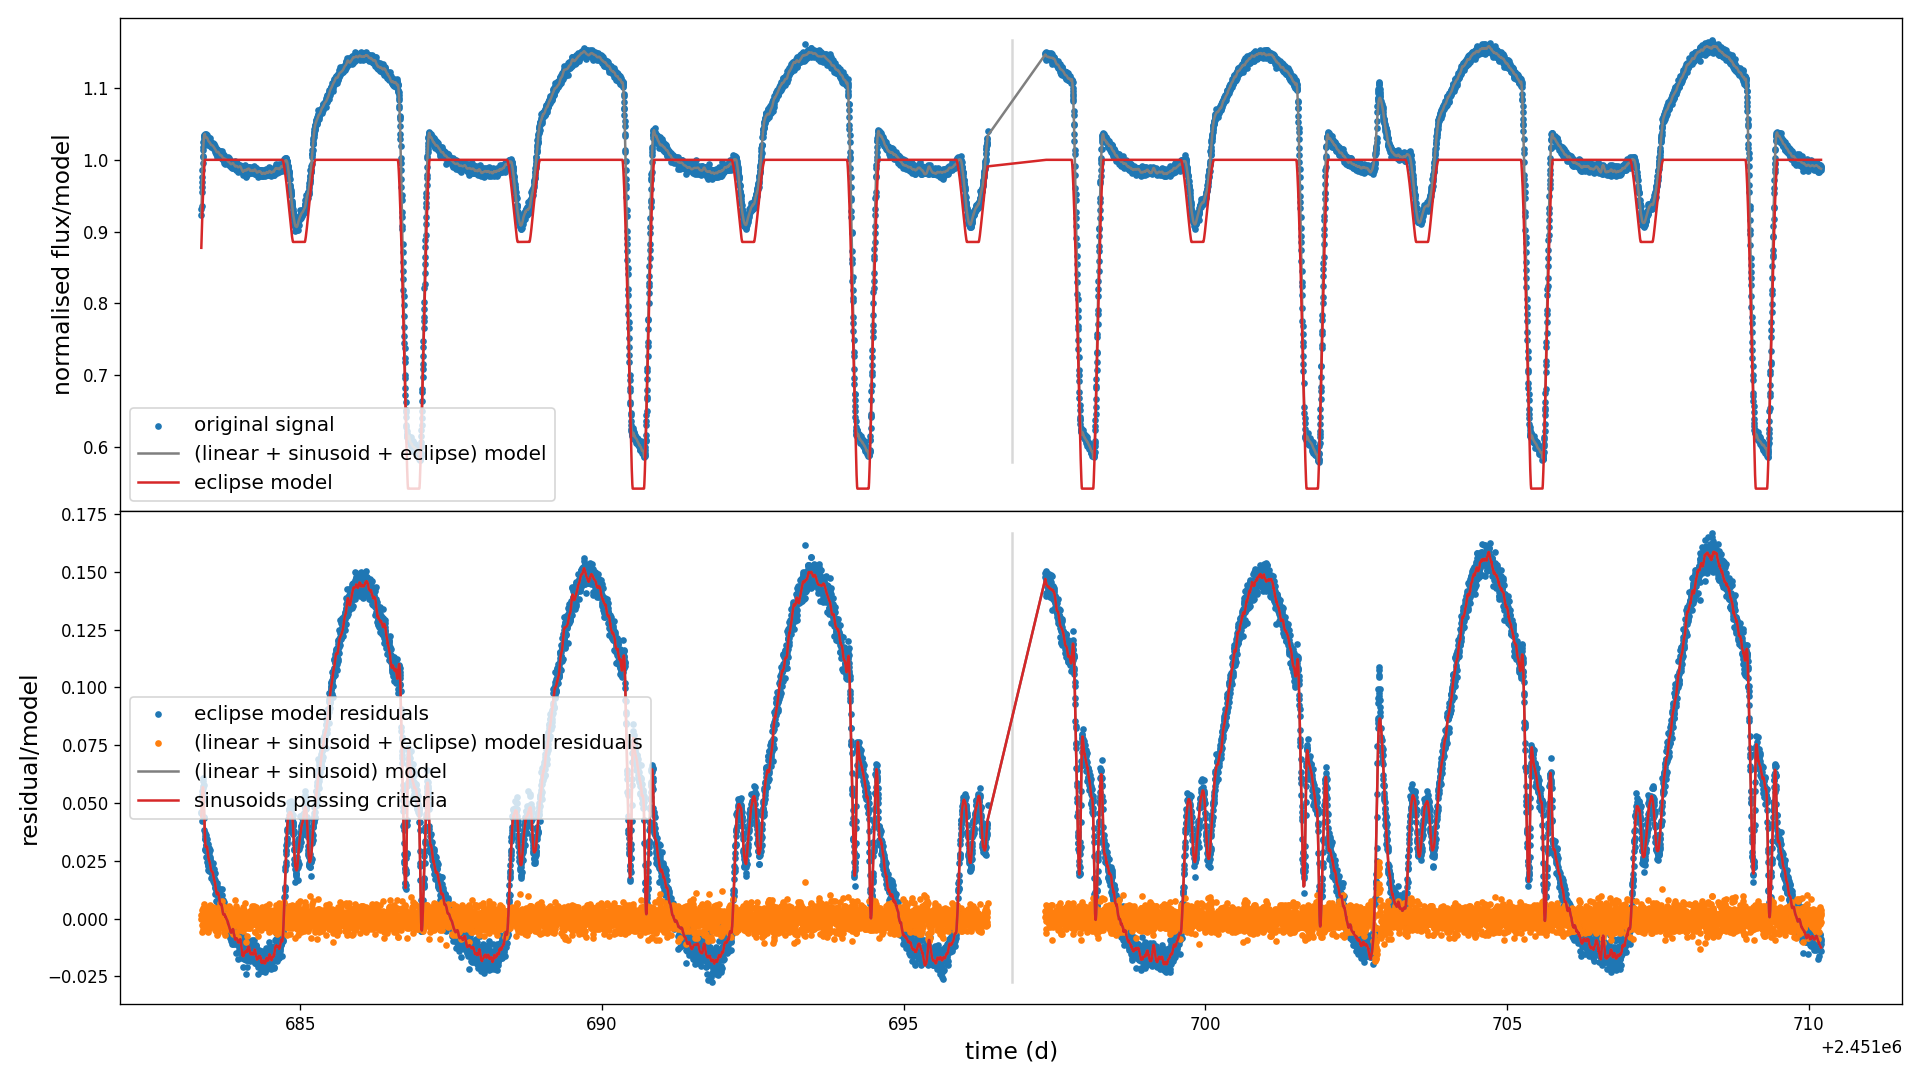 normalised flux/model
1.1
1.0
0.9
0.8
0.7
0.6
original signal
(linear + sinusoid + eclipse) model
eclipse model
residual/model
0.175
0.150
0.125
0.100
0.075
0.050
0.025
0.000
−0.025
eclipse model residuals
(linear + sinusoid + eclipse) model residuals
(linear + sinusoid) model
sinusoids passing criteria
685
690
695
700
705
710
time (d)
+2.451e6